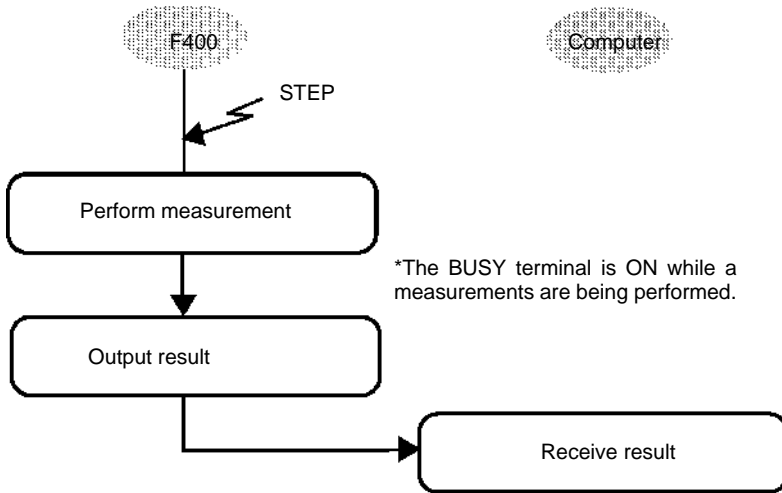 F400
Computer
STEP
Perform measurement
*The BUSY terminal is ON while a
measurements are being performed.
Output result
Receive result